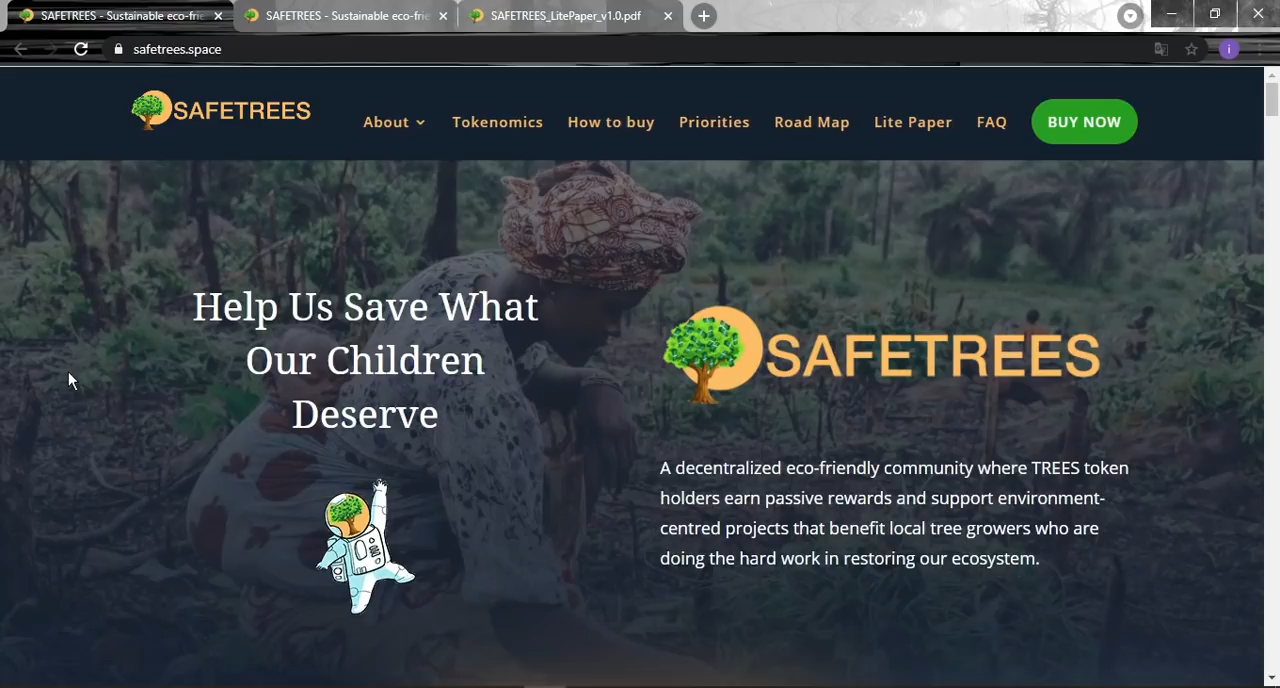 SAFETREES - Sustainable eco-frie
SAFETREES - Sustainable eco-frie
SAFETREES_LitePaper_v1.0.pdf
safetrees.space
i
SAFETREES
About
Tokenomics
How to buy
Priorities
Road Map
Lite Paper
FAQ
BUY NOW
Help Us Save What
Our Children
Deserve
SAFETREES
A decentralized eco-friendly community where TREES token
holders earn passive rewards and support environment-
centred projects that benefit local tree growers who are
doing the hard work in restoring our ecosystem.